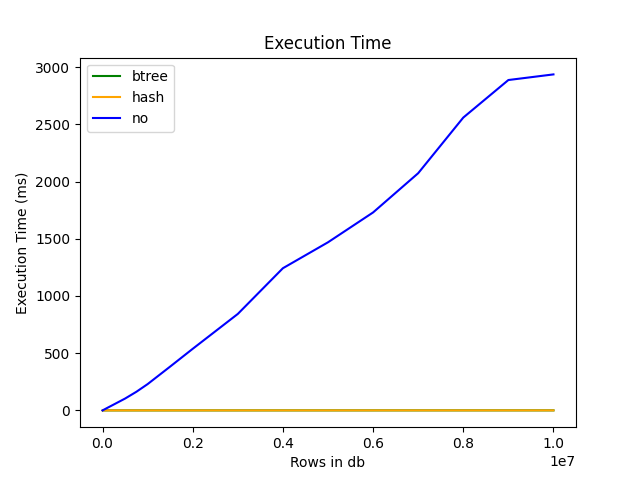 Execution Time
btree
hash
no
Execution Time (ms)
3000
2500
2000
1500
1000
500
0
0.0 0.2 0.4 0.6 0.8 1.0
1e7
Rows in db